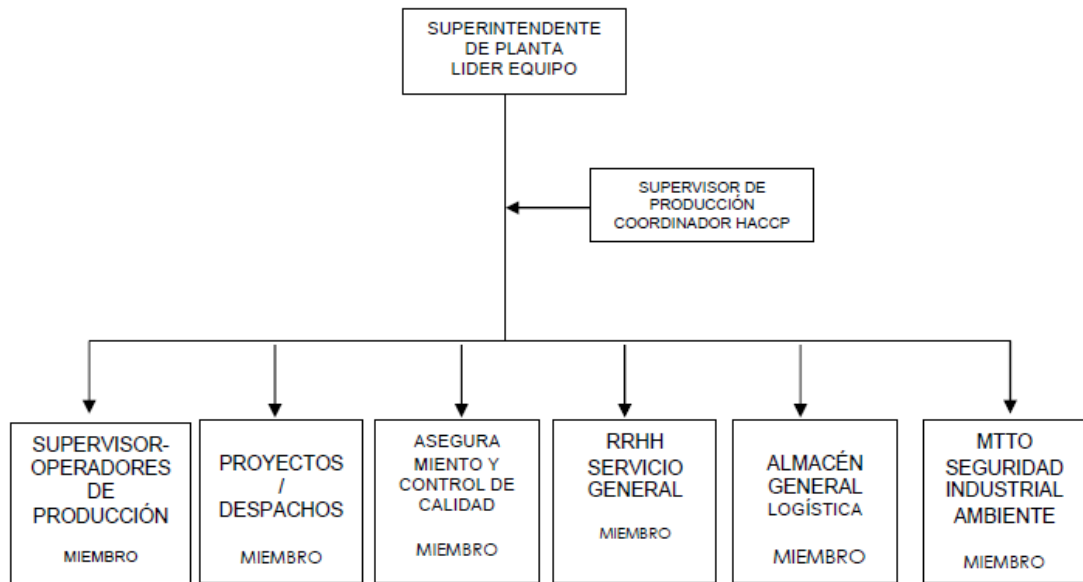 SUPERINTENDENTE
DE PLANTA
LIDER EQUIPO
SUPERVISOR DE
PRODUCCIÓN
COORDINADOR HACCP
SUPERVISOR-
OPERADORES
DE
PRODUCCIÓN
MIEMBRO
PROYECTOS
/
DESPACHOS
MIEMBRO
ASEGURA
MIENTO Y
CONTROL DE
CALIDAD
MIEMBRO
RRHH
SERVICIO
GENERAL
MIEMBRO
ALMACÉN
GENERAL
LOGÍSTICA
MIEMBRO
MTTO
SEGURIDAD
INDUSTRIAL
AMBIENTE
MIEMBRO